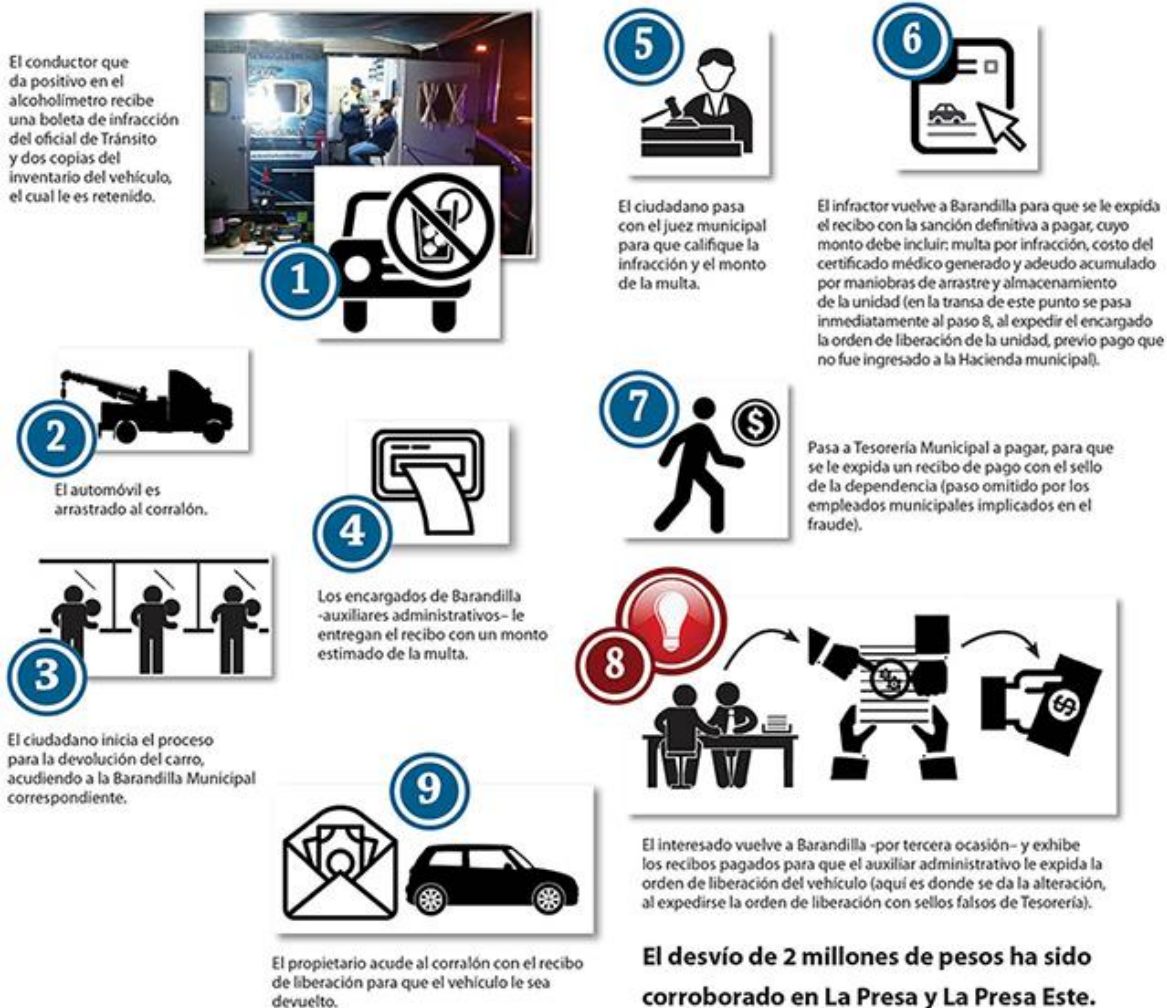 El conductor que
da positivo en el
alcoholímetro recibe
una boleta de infracción
del oficial de Tránsito
y dos copias del
inventario del vehículo,
el cual le es retenido.
1
2
El automóvil es
arrastrado al corralón.
3
El ciudadano inicia el proceso
para la devolución del carro,
acudiendo a la Barandilla Municipal
correspondiente.
4
Los encargados de Barandilla
-auxiliares administrativos– le
entregan el recibo con un monto
estimado de la multa.
5
El ciudadano pasa
con el juez municipal
para que califique la
infracción y el monto
de la multa.
6
El infractor vuelve a Barandilla para que se le expida
el recibo con la sanción definitiva a pagar, cuyo
monto debe incluir: multa por infracción, costo del
certificado médico generado y adeudo acumulado
por maniobras de arrastre y almacenamiento
de la unidad (en la transa de este punto se pasa
inmediatamente al paso 8, al expedir el encargado
la orden de liberación de la unidad, previo pago que
no fue ingresado a la Hacienda municipal).
7
$
Pasa a Tesorería Municipal a pagar, para que
se le expida un recibo de pago con el sello
de la dependencia (paso omitido por los
empleados municipales implicados en el
fraude).
8
$
El interesado vuelve a Barandilla -por tercera ocasión– y exhibe
los recibos pagados para que el auxiliar administrativo le expida la
orden de liberación del vehículo (aquí es donde se da la alteración,
al expedirse la orden de liberación con sellos falsos de Tesorería).
9
El propietario acude al corralón con el recibo
de liberación para que el vehículo le sea
devuelto.
El desvío de 2 millones de pesos ha sido
corroborado en La Presa y La Presa Este.